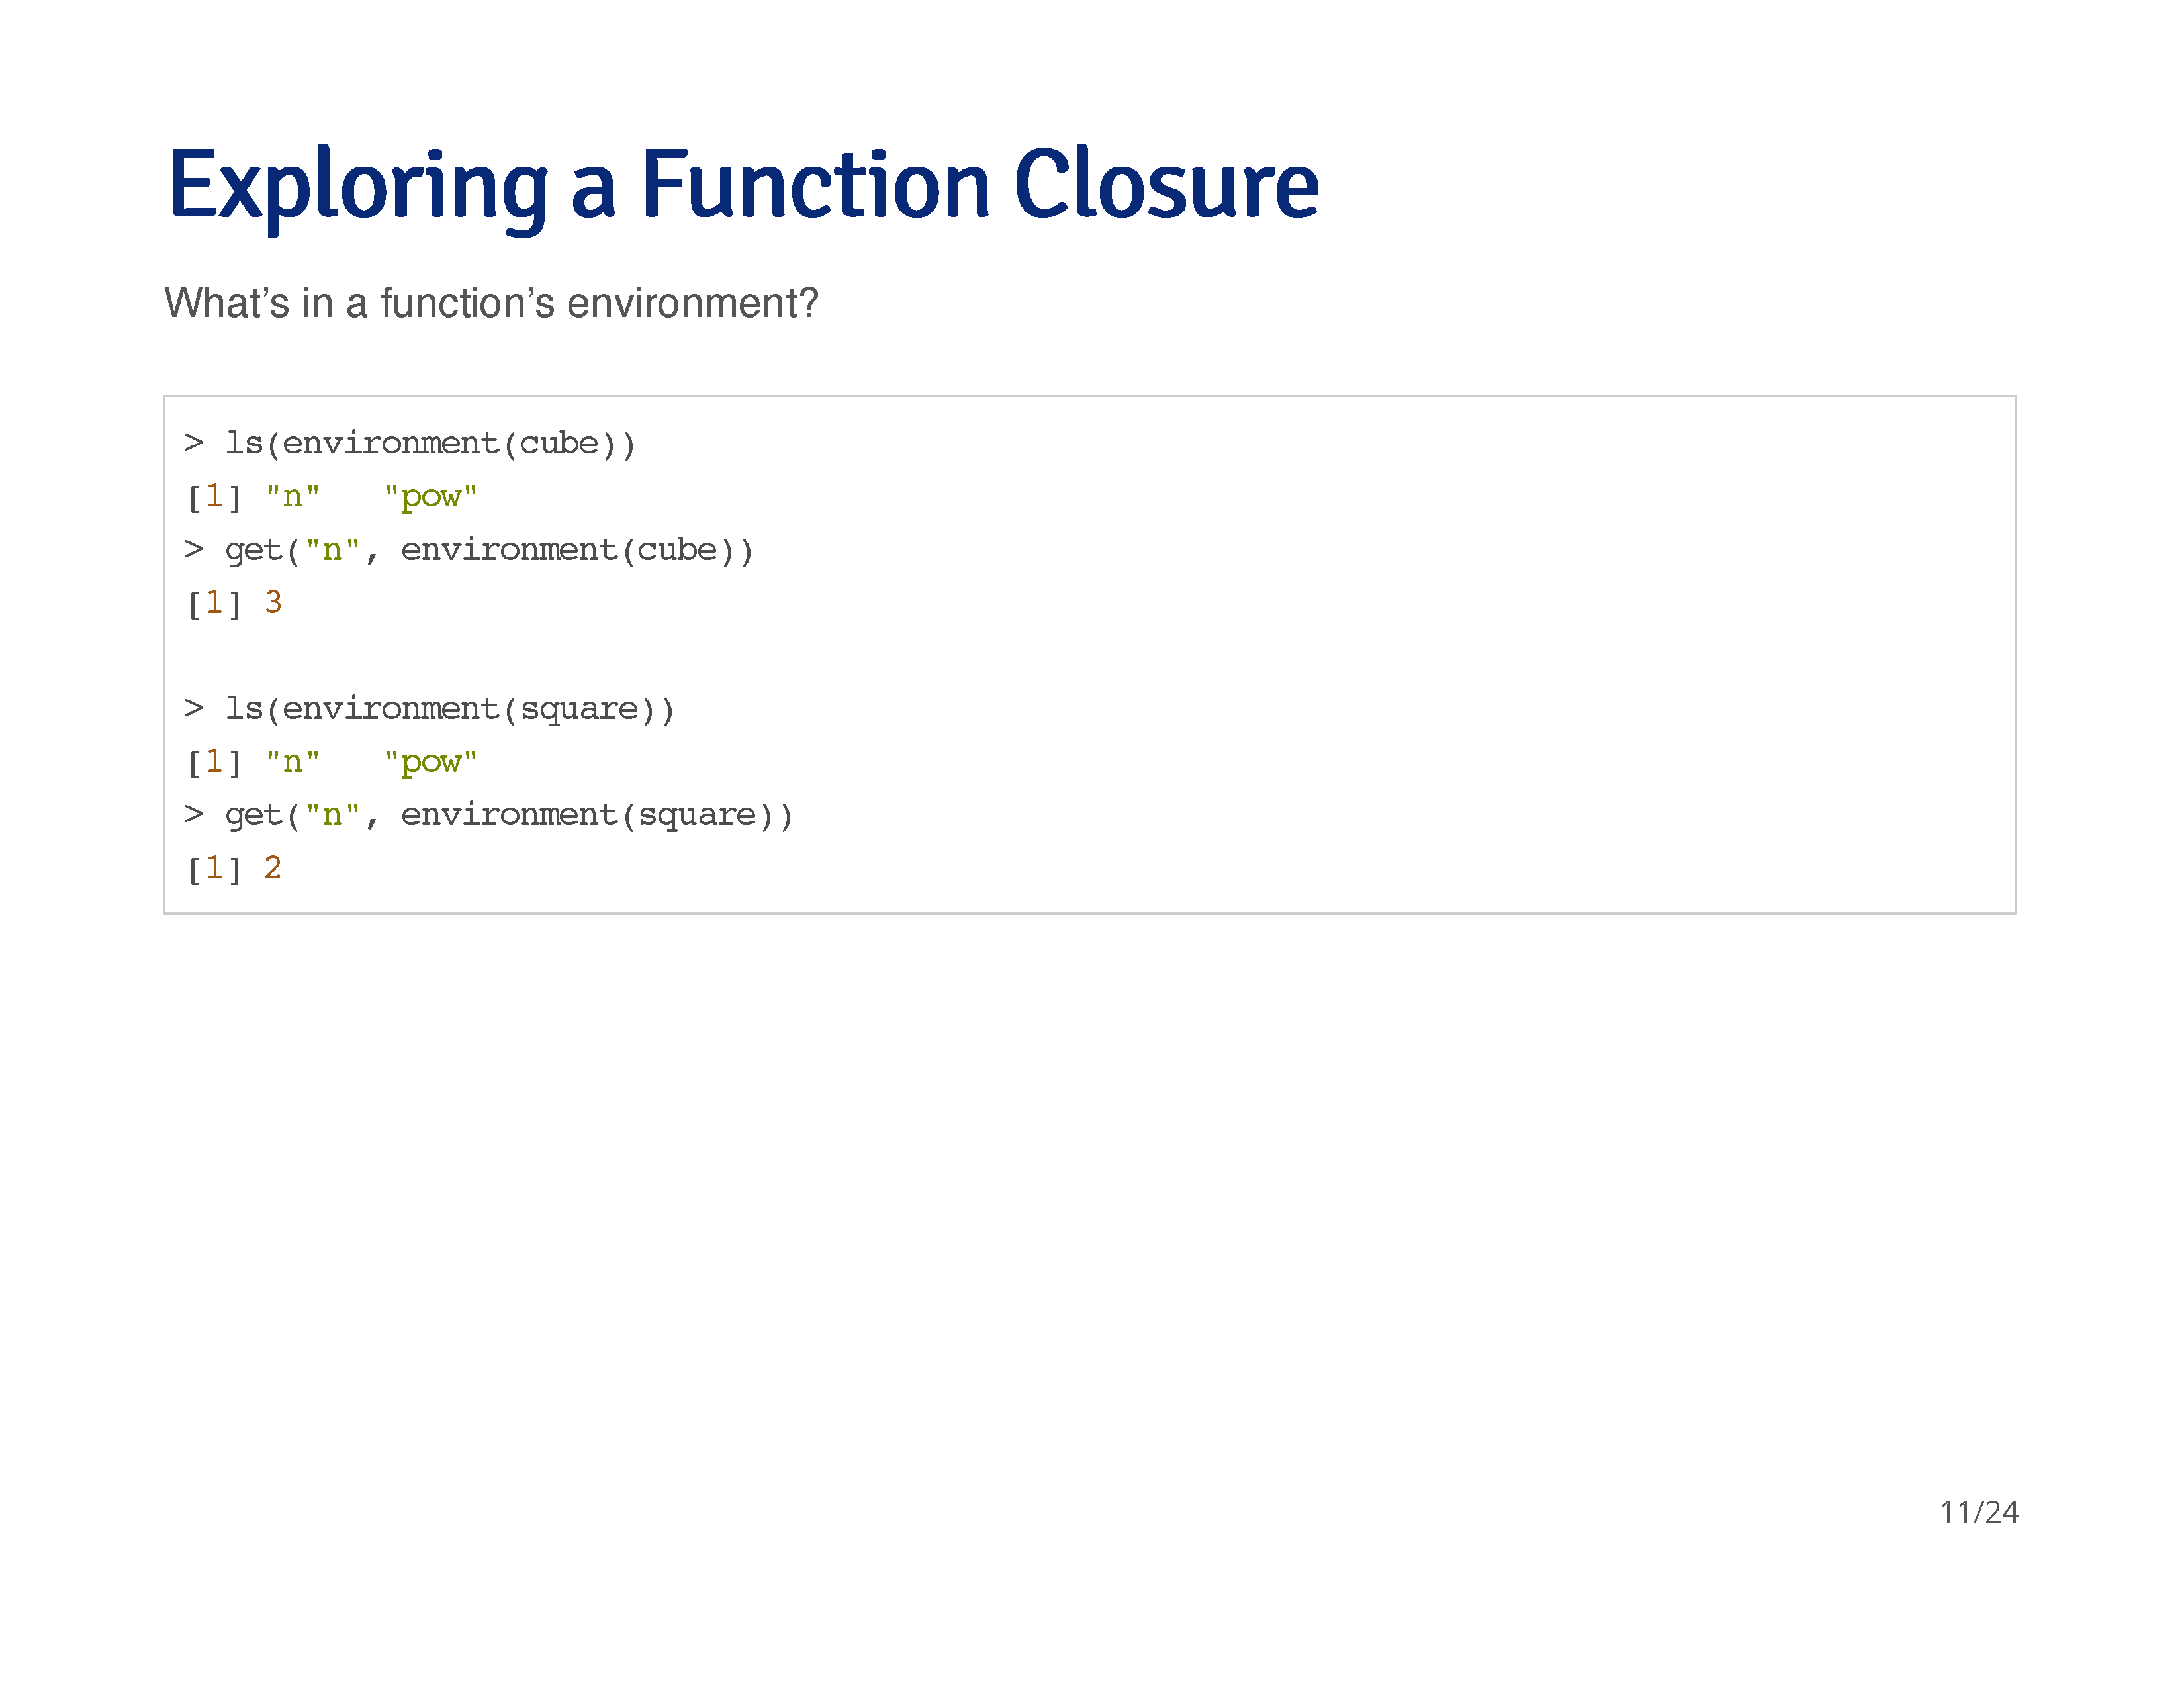 Exploring a Function Closure
What’s in a function’s environment?
> ls(environment(cube))
[1] "n"   "pow"
> get("n", environment(cube))
[1] 3
> ls(environment(square))
[1] "n"   "pow"
> get("n", environment(square))
[1] 2
11/24